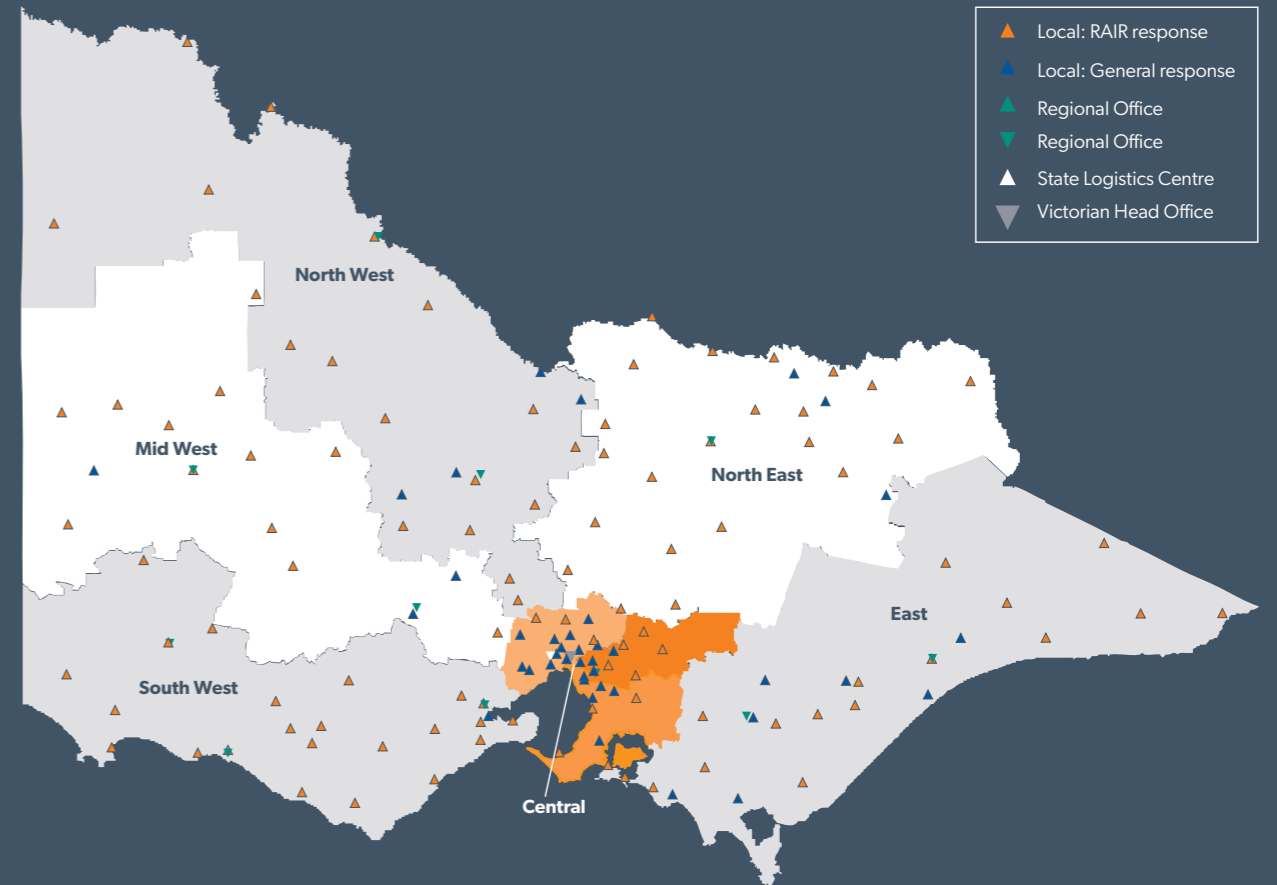 Local: RAIR response
Local: General response
Regional Office
Regional Office
State Logistics Centre
Victorian Head Office
North West
Mid West
North East
East
South West
Central